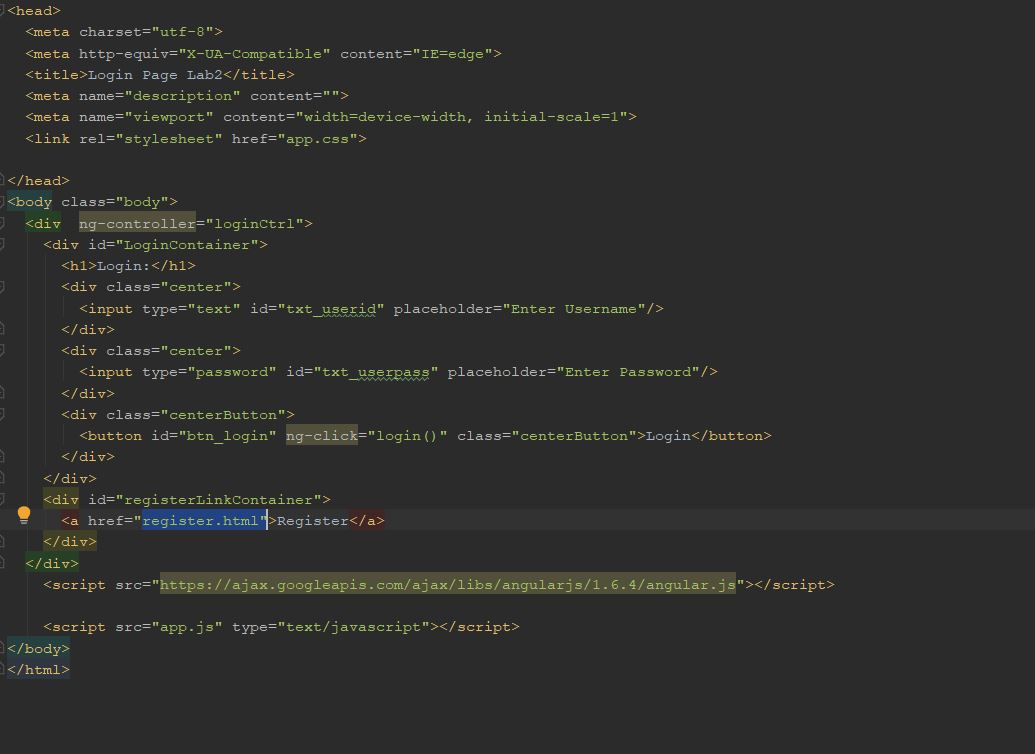 <head>
<meta charset="utf-8">
<meta http-equiv="X-UA-Compatible" content="IE=edge">
<title>Login Page Lab2</title>
<meta name="description" content="">
<meta name="viewport" content="width=device-width, initial-scale=1">
<link rel="stylesheet" href="app.css">
</head>
<body class="body">
<div  ng-controller="loginCtrl">
<div id="LoginContainer">
<h1>Login:</h1>
<div class="center">
<input type="text" id="txt_userid" placeholder="Enter Username"/>
</div>
<div class="center">
<input type="password" id="txt_userpass" placeholder="Enter Password"/>
</div>
<div class="centerButton">
<button id="btn_login" ng-click="login()" class="centerButton">Login</button>
</div>
</div>
<div id="registerLinkContainer">
<a href="register.html">Register</a>
</div>
</div>
<script src="https://ajax.googleapis.com/ajax/libs/angularjs/1.6.4/angular.js"></script>
<script src="app.js" type="text/javascript"></script>
</body>
</html>